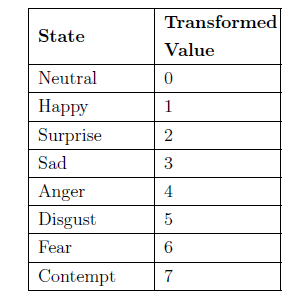 State Transformed Value
Neutral 0
Happy 1
Surprise 2
Sad 3
Anger 4
Disgust 5
Fear 6
Contempt 7